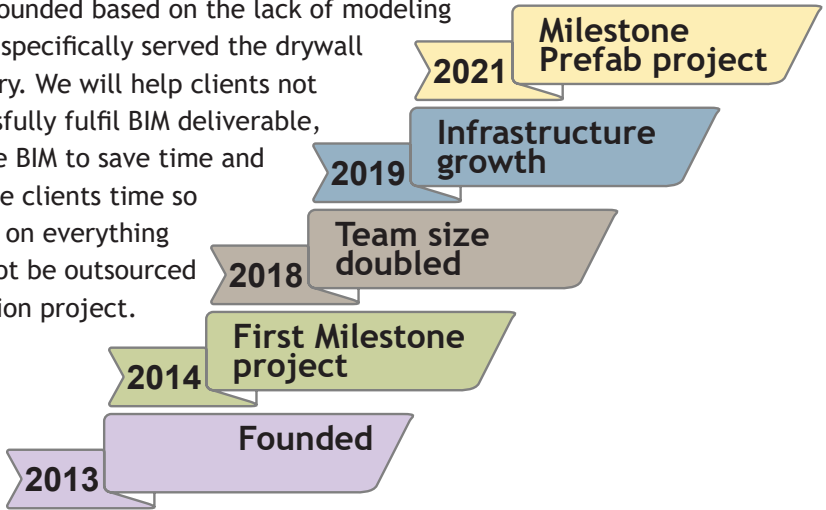 ounded based on the lack of modeling
specifically served the drywall
ry. We will help clients not
sfully fulfil BIM deliverable,
e BIM to save time and
e clients time so
on everything
ot be outsourced
ion project.
2021 Milestone
Prefab project
2019 Infrastructure
growth
2018 Team size
doubled
2014 First Milestone
project
2013 Founded